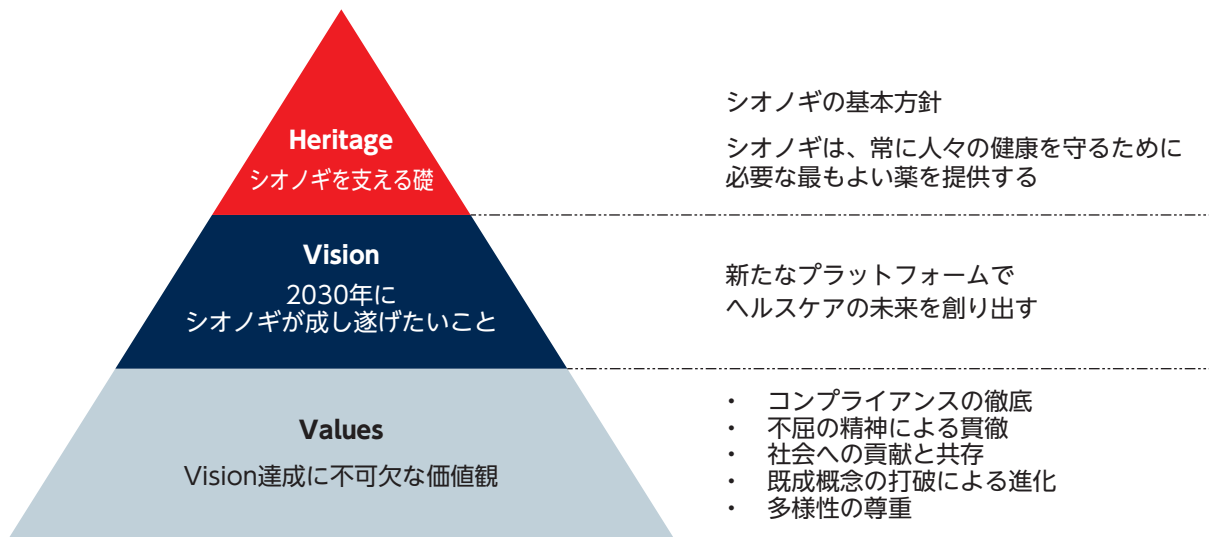 Heritage
シオノギを支える礎
シオノギの基本方針
シオノギは、常に人々の健康を守るために
必要な最もよい薬を提供する
Vision
2030年に
シオノギが成し遂げたいこと
新たなプラットフォームで
ヘルスケアの未来を創り出す
Values
Vision達成に不可欠な価値観
・ コンプライアンスの徹底
・ 不屈の精神による貫徹
・ 社会への貢献と共存
・ 既成概念の打破による進化
・ 多様性の尊重